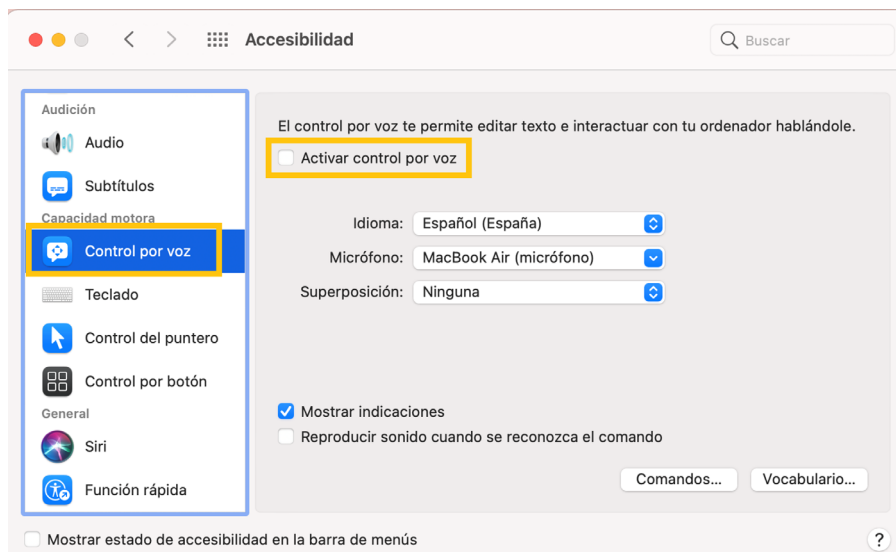 Accesibilidad
Buscar
Audición
Audio
Subtítulos
Capacidad motora
Control por voz
Teclado
Control del puntero
Control por botón
General
Siri
Función rápida
El control por voz te permite editar texto e interactuar con tu ordenador hablándole.
Activar control por voz
Idioma: Español (España)
Micrófono: MacBook Air (micrófono)
Superposición: Ninguna
Mostrar indicaciones
Reproducir sonido cuando se reconozca el comando
Comandos... Vocabulario...
Mostrar estado de accesibilidad en la barra de menús ?